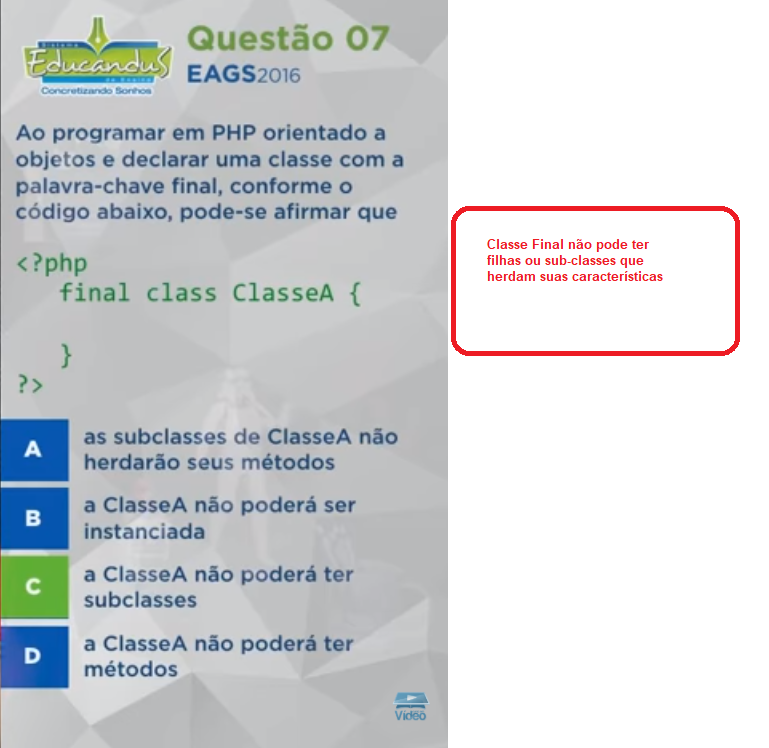 Sistema
Educandus
de Ensino
Concretizando Sonhos
Questão 07
EAGS2016
Ao programar em PHP orientado a
objetos e declarar uma classe com a
palavra-chave final, conforme o
código abaixo, pode-se afirmar que
<?php
final class ClasseA {
}
?>
A
as subclasses de ClasseA não
herdarão seus métodos
B
a ClasseA não poderá ser
instanciada
C
a ClasseA não poderá ter
subclasses
D
a ClasseA não poderá ter
métodos
Vídeo
Classe Final não pode ter
filhas ou sub-classes que
herdam suas características